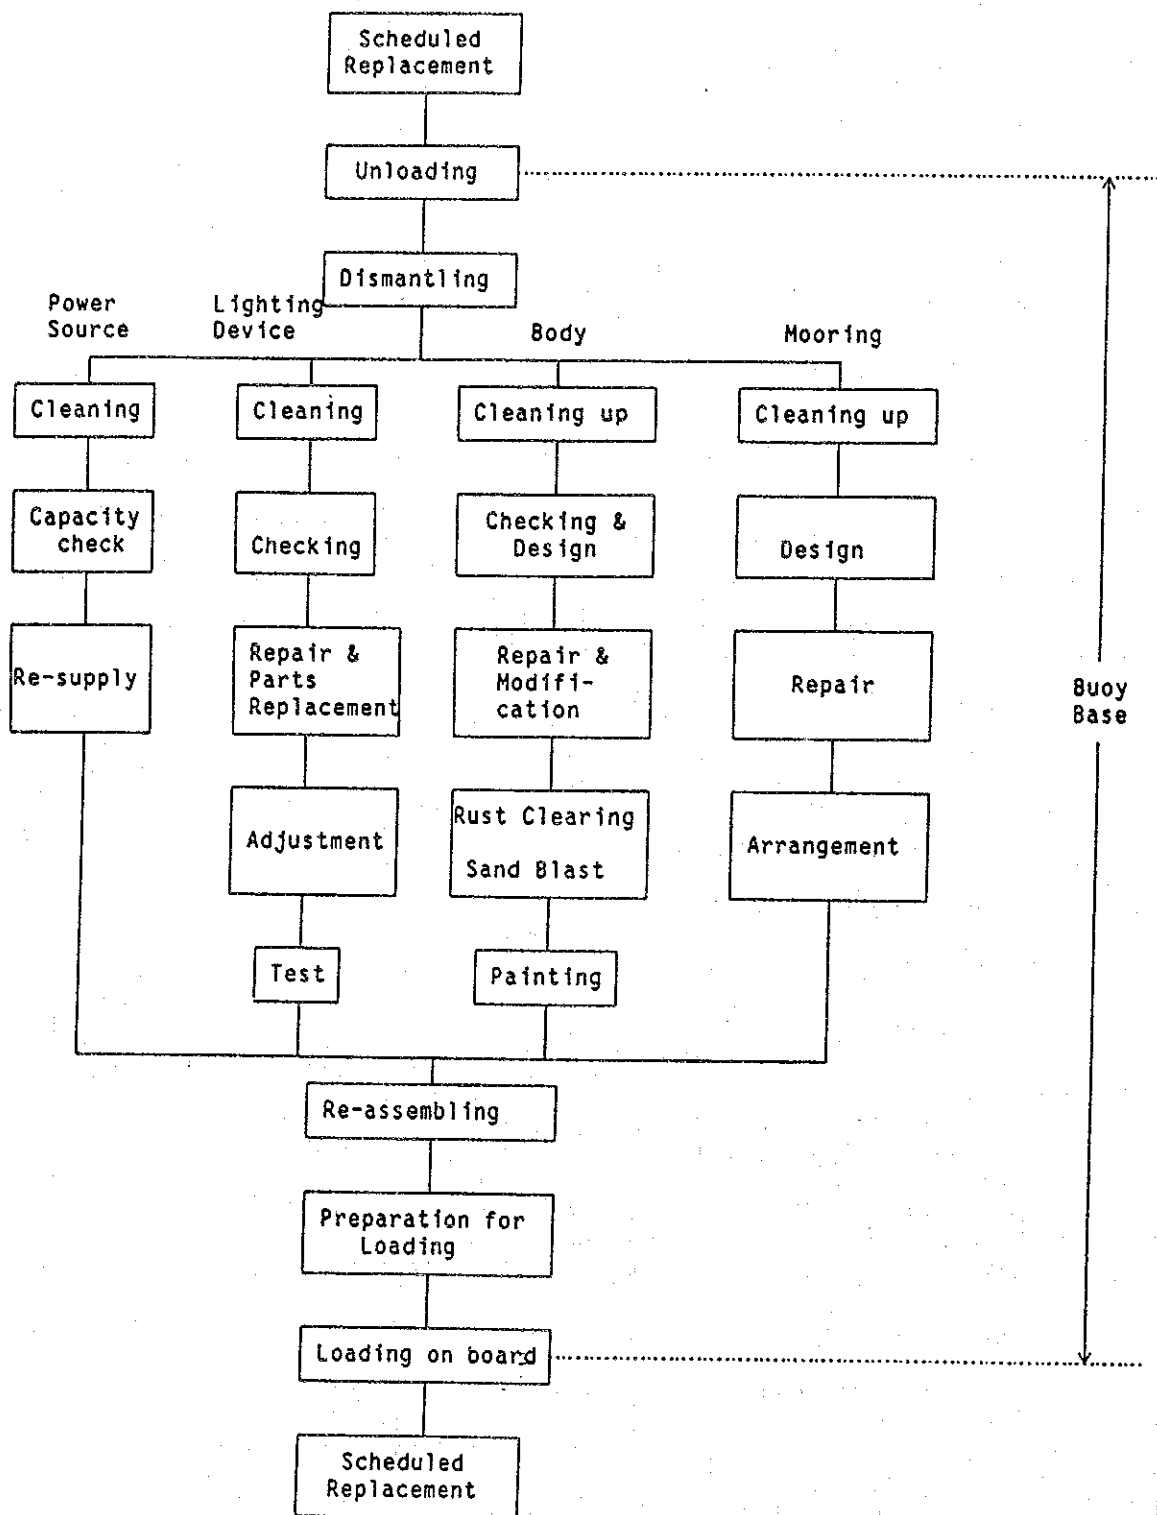 Scheduled
Replacement
Unloading
Dismantling
Power
Source
Lighting
Device
Body
Mooring
Cleaning
Cleaning
Cleaning up
Cleaning up
Capacity
check
Checking
Checking &
Design
Design
Re-supply
Repair &
Parts
Replacement
Repair &
Modifi-
cation
Repair
Buoy
Base
Adjustment
Rust Clearing
Sand Blast
Arrangement
Test
Painting
Re-assembling
Preparation for
Loading
Loading on board
Scheduled
Replacement